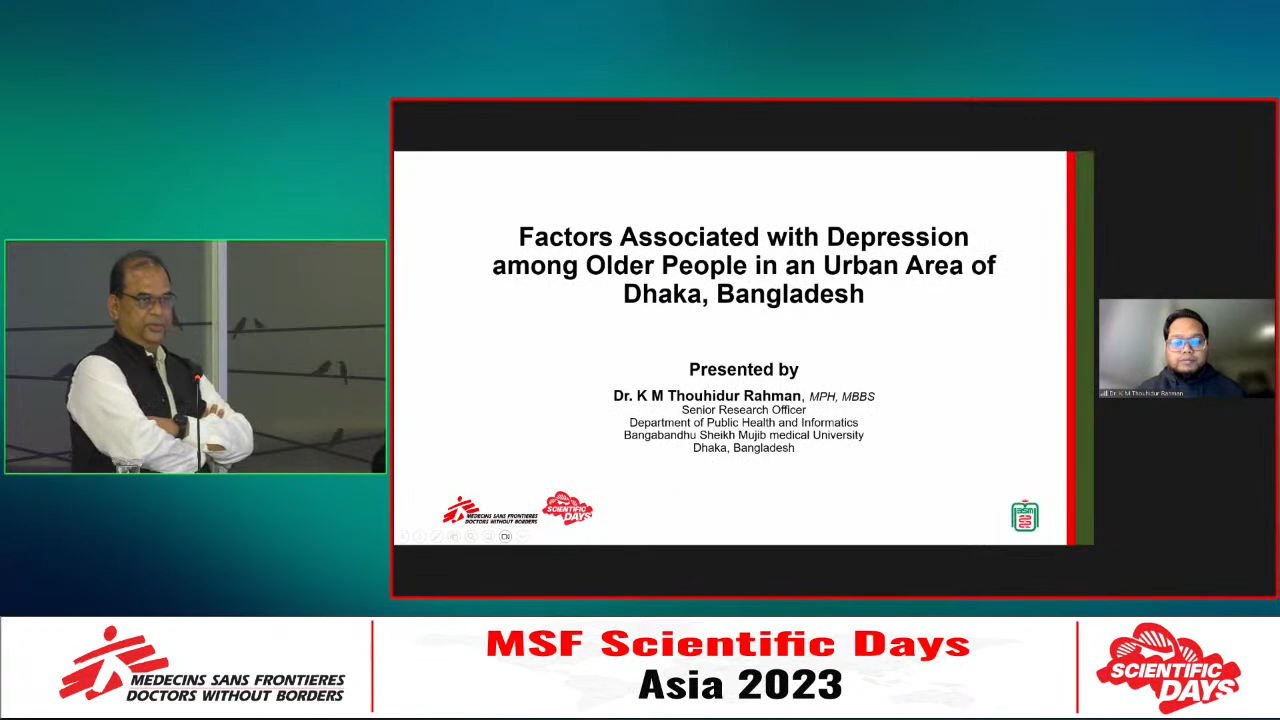 Factors Associated with Depression
among Older People in an Urban Area of
Dhaka, Bangladesh
Presented by
Dr. K M Thouhidur Rahman, MPH, MBBS
Senior Research Officer
Department of Public Health and Informatics
Bangabandhu Sheikh Mujib medical University
Dhaka, Bangladesh
MEDECINS SANS FRONTIERES
DOCTORS WITHOUT BORDERS
SCIENTIFIC
DAYS
Dr. K M Thouhidur Rahman
MEDECINS SANS FRONTIERES
DOCTORS WITHOUT BORDERS
MSF Scientific Days
Asia 2023
SCIENTIFIC
DAYS